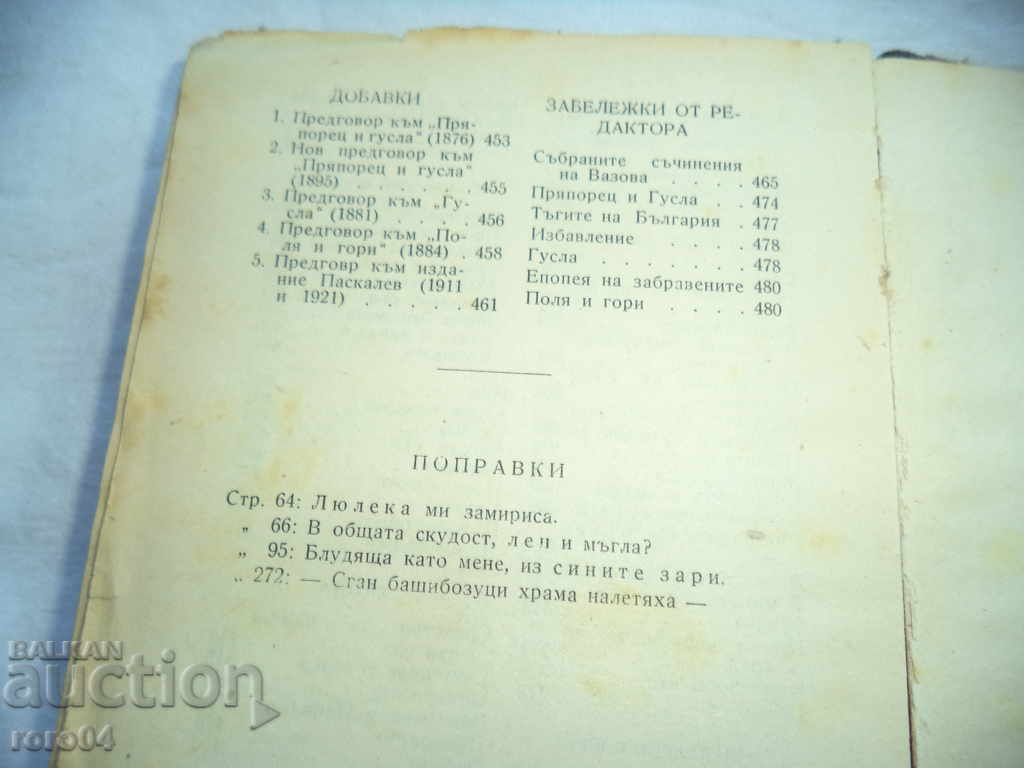 ДОБАВКИ
1. Предговор към „Пря-
порец и гусла" (1876) 453
2. Нов предговор към
„Пряпорец и гусла"
(1895) . . . . . . 455
3. Предговор към „Гу-
сла" (1881) . . . . 456
4. Предговор към „По-
ля и гори" (1884) . 458
5. Предговр към изда-
ние Паскалев (1911
и 1921) . . . . . 461
ЗАБЕЛЕЖКИ ОТ РЕ-
ДАКТОРА
Събраните съчинения
на Вазова . . . . 465
Пряпорец и Гусла . . 474
Тъгите на България . 477
Избавление . . . . 478
Гусла . . . . . . . 478
Епопея на забравените 480
Поля и гори . . . . 480
ПОПРАВКИ
Стр. 64: Люлека ми замириса.
„ 66: В общата скудост, лед и мъгла?
„ 95: Блудяща като мене, из сините зари.
„ 272: — Сган башибозуци храма налетяха —
BALKAN
auction
roro04